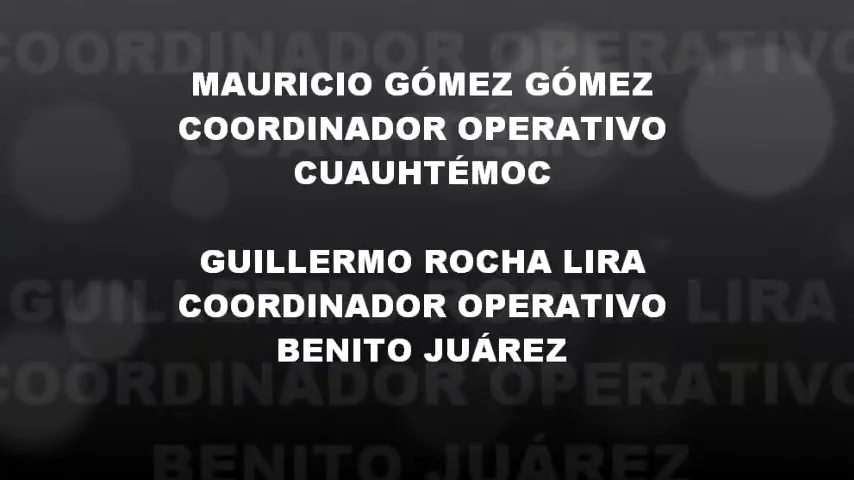 MAURICIO GÓMEZ GÓMEZ
COORDINADOR OPERATIVO
CUAUHTÉMOC
GUILLERMO ROCHA LIRA
COORDINADOR OPERATIVO
BENITO JUÁREZ